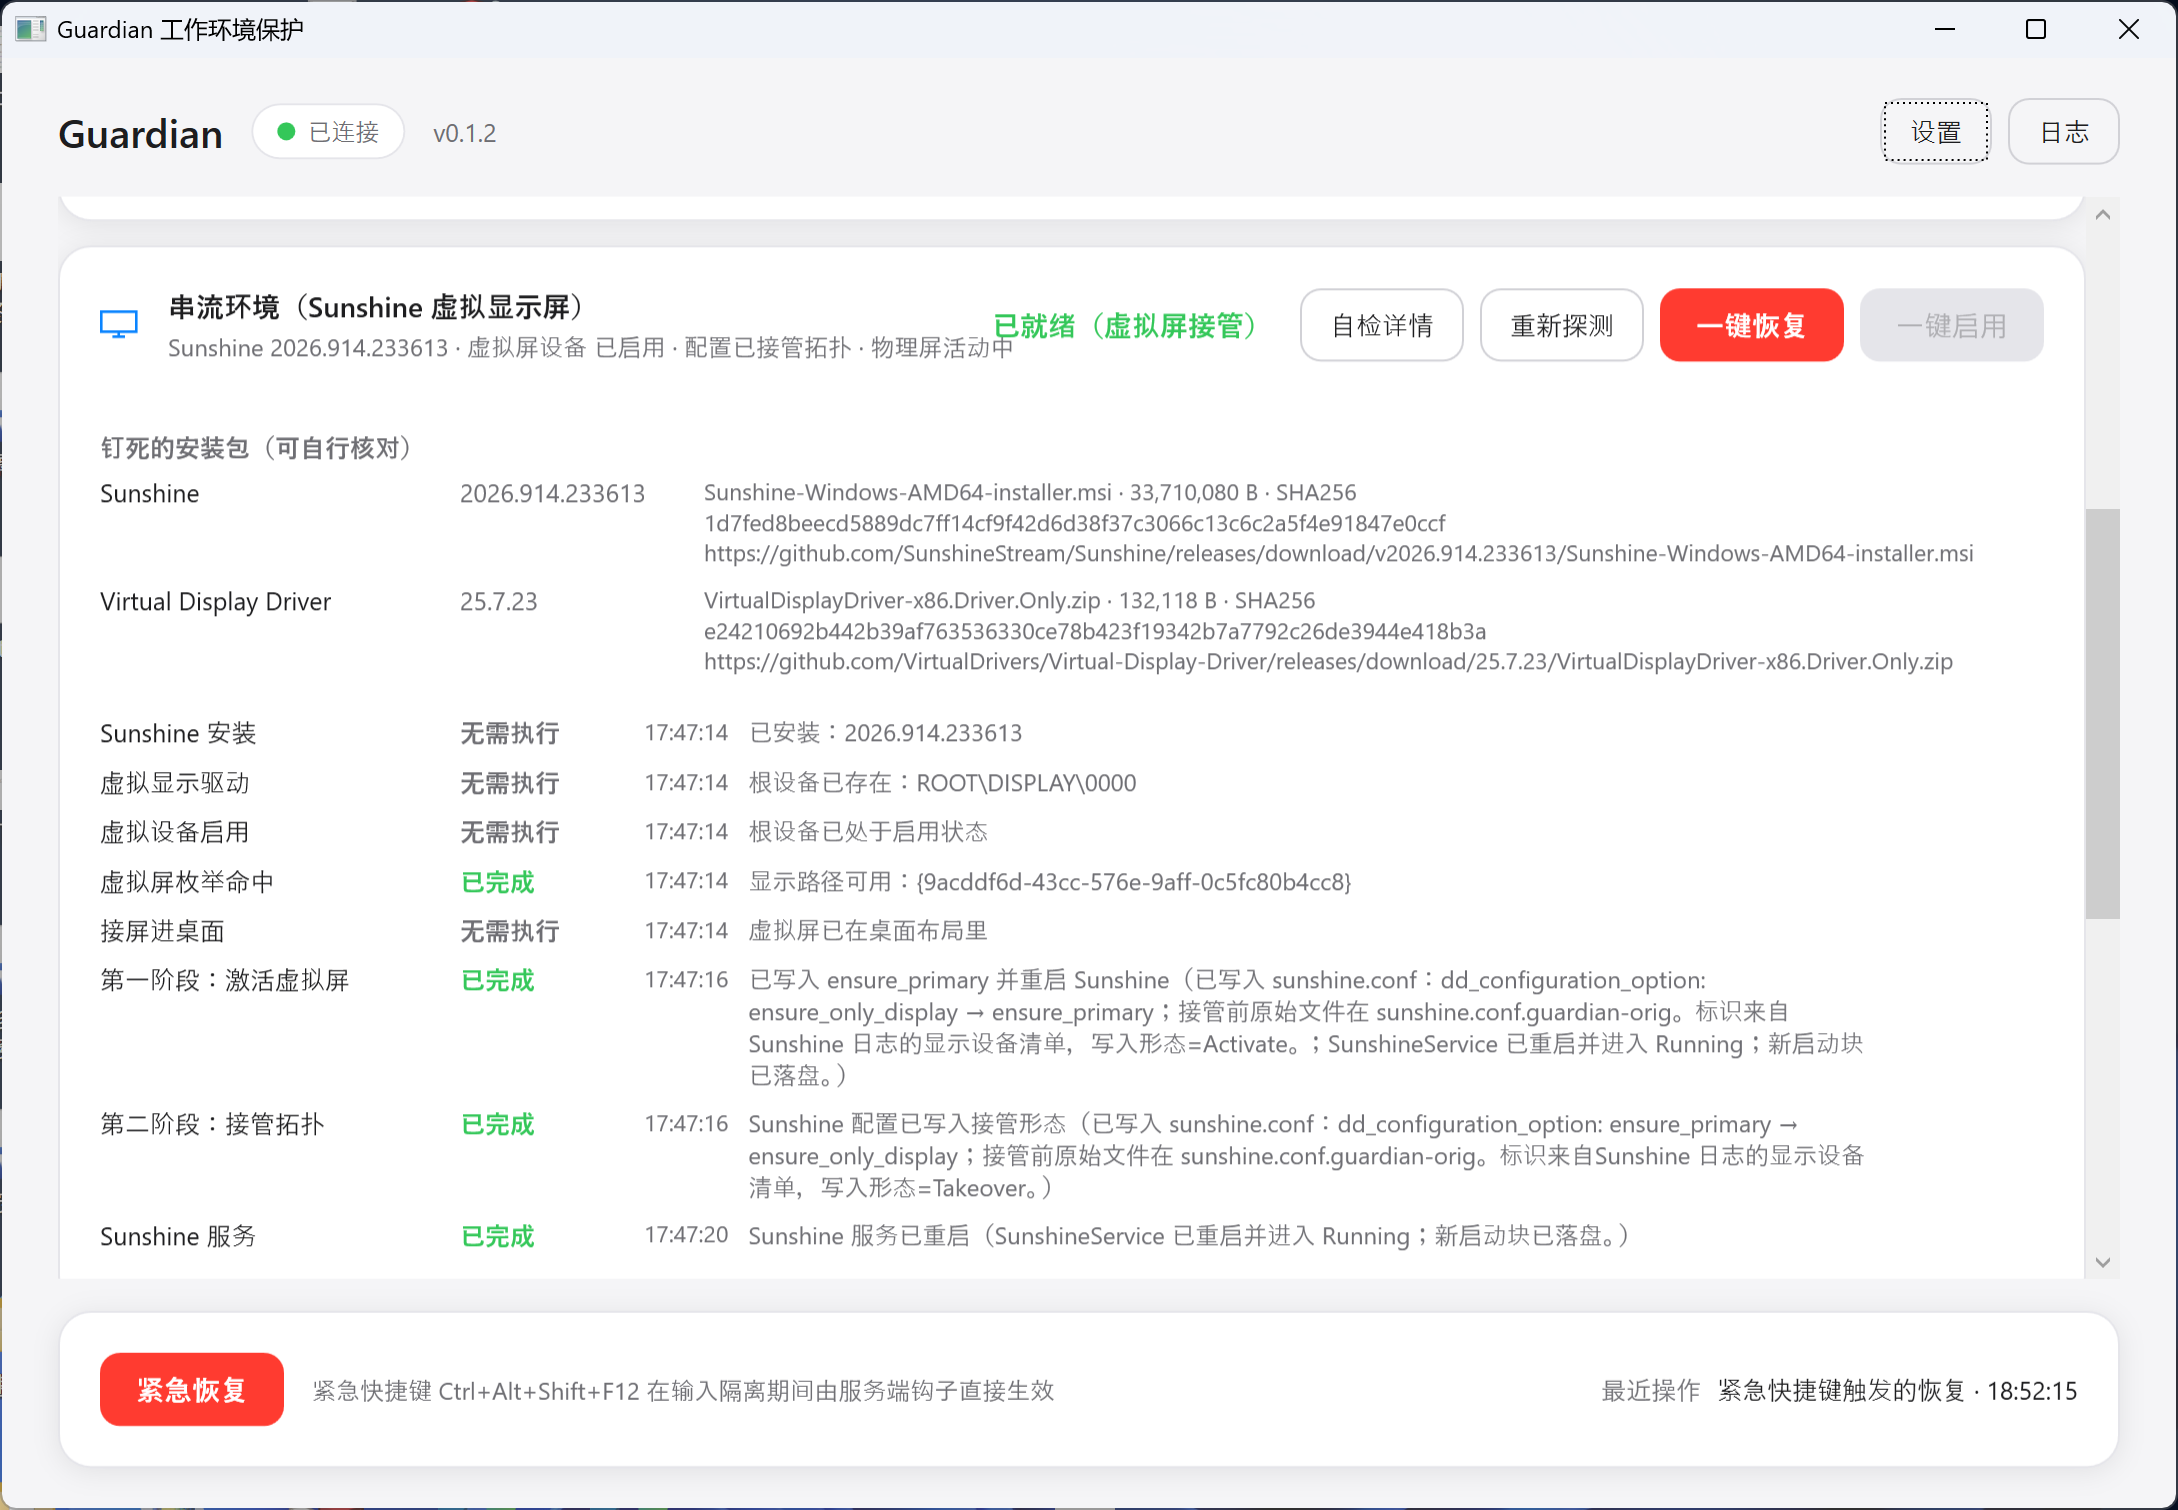 Guardian 工作环境保护
Guardian
已连接
v0.1.2
设置
日志
串流环境（Sunshine 虚拟显示屏）
Sunshine 2026.914.233613 · 虚拟屏设备 已启用 · 配置已接管拓扑 · 物理屏活动中
已就绪（虚拟屏接管）
自检详情
重新探测
一键恢复
一键启用
钉死的安装包（可自行核对）
Sunshine
2026.914.233613
Sunshine-Windows-AMD64-installer.msi · 33,710,080 B · SHA256
1d7fed8beecd5889dc7ff14cf9f42d6d38f37c3066c13c6c2a5f4e91847e0ccf
https://github.com/SunshineStream/Sunshine/releases/download/v2026.914.233613/Sunshine-Windows-AMD64-installer.msi
Virtual Display Driver
25.7.23
VirtualDisplayDriver-x86.Driver.Only.zip · 132,118 B · SHA256
e24210692b442b39af763536330ce78b423f19342b7a7792c26de3944e418b3a
https://github.com/VirtualDrivers/Virtual-Display-Driver/releases/download/25.7.23/VirtualDisplayDriver-x86.Driver.Only.zip
Sunshine 安装 无需执行 17:47:14 已安装：2026.914.233613
虚拟显示驱动 无需执行 17:47:14 根设备已存在：ROOT\DISPLAY\0000
虚拟设备启用 无需执行 17:47:14 根设备已处于启用状态
虚拟屏枚举命中 已完成 17:47:14 显示路径可用：{9acddf6d-43cc-576e-9aff-0c5fc80b4cc8}
接屏进桌面 无需执行 17:47:14 虚拟屏已在桌面布局里
第一阶段：激活虚拟屏 已完成 17:47:16 已写入 ensure_primary 并重启 Sunshine（已写入 sunshine.conf：dd_configuration_option:
ensure_only_display → ensure_primary；接管前原始文件在 sunshine.conf.guardian-orig。标识来自
Sunshine 日志的显示设备清单，写入形态=Activate。；SunshineService 已重启并进入 Running；新启动块
已落盘。）
第二阶段：接管拓扑 已完成 17:47:16 Sunshine 配置已写入接管形态（已写入 sunshine.conf：dd_configuration_option: ensure_primary →
ensure_only_display；接管前原始文件在 sunshine.conf.guardian-orig。标识来自Sunshine 日志的显示设备
清单，写入形态=Takeover。）
Sunshine 服务 已完成 17:47:20 Sunshine 服务已重启（SunshineService 已重启并进入 Running；新启动块已落盘。）
紧急恢复
紧急快捷键 Ctrl+Alt+Shift+F12 在输入隔离期间由服务端钩子直接生效
最近操作 紧急快捷键触发的恢复 · 18:52:15